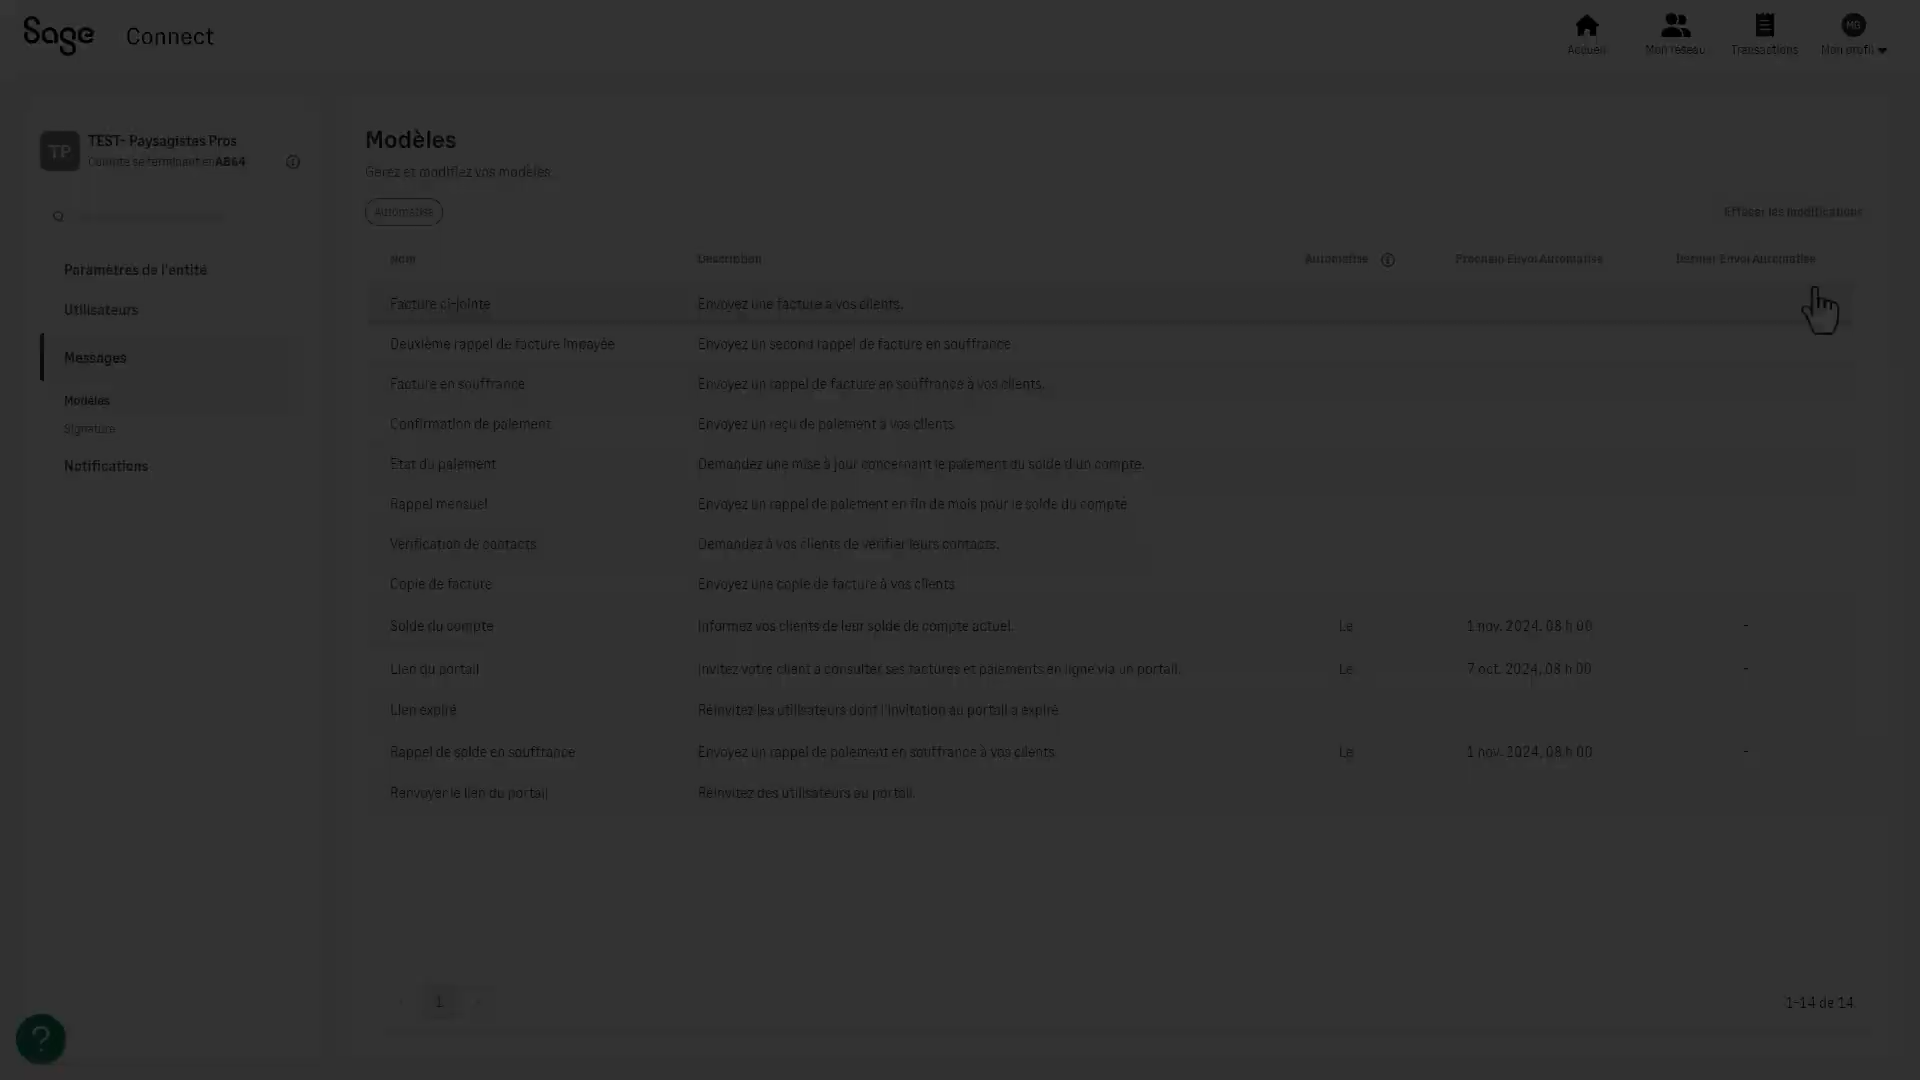 Sage Connect
Accueil
Mon réseau
Transactions
MG
Mon profil
TP
TEST- Paysagistes Pros
Compte se terminant en AB64
Paramètres de l'entité
Utilisateurs
Messages
Modèles
Signature
Notifications
Modèles
Gérez et modifiez vos modèles.
Automatisé
Effacer les modifications
Nom Description Automatisé Prochain Envoi Automatisé Dernier Envoi Automatisé
Facture ci-jointe Envoyez une facture à vos clients.
Deuxième rappel de facture impayée Envoyez un second rappel de facture en souffrance
Facture en souffrance Envoyez un rappel de facture en souffrance à vos clients.
Confirmation de paiement Envoyez un reçu de paiement à vos clients
État du paiement Demandez une mise à jour concernant le paiement du solde d'un compte.
Rappel mensuel Envoyez un rappel de paiement en fin de mois pour le solde du compte
Vérification de contacts Demandez à vos clients de vérifier leurs contacts.
Copie de facture Envoyez une copie de facture à vos clients
Solde du compte Informez vos clients de leur solde de compte actuel. Le 1 nov. 2024, 08 h 00 -
Lien du portail Invitez votre client à consulter ses factures et paiements en ligne via un portail. Le 7 oct. 2024, 08 h 00 -
Lien expiré Réinvitez les utilisateurs dont l'invitation au portail a expiré
Rappel de solde en souffrance Envoyez un rappel de paiement en souffrance à vos clients Le 1 nov. 2024, 08 h 00 -
Renvoyer le lien du portail Réinvitez des utilisateurs au portail.
1
1-14 de 14
?